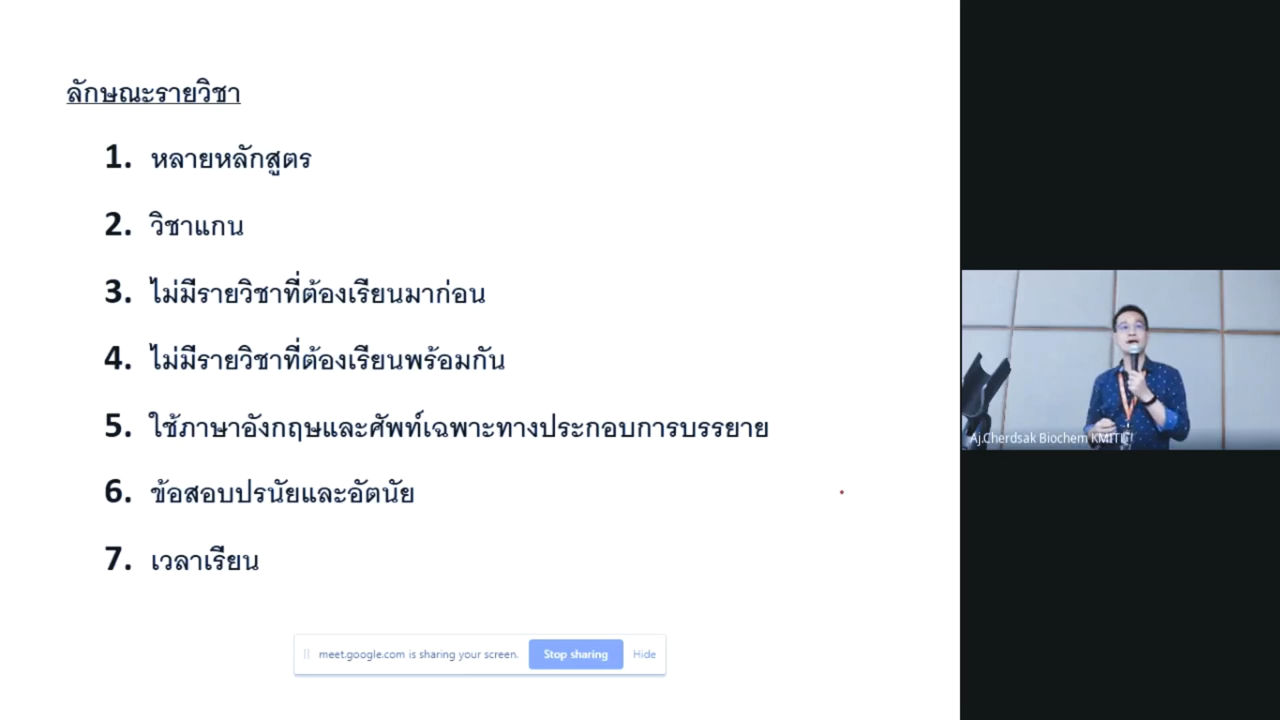 ลักษณะรายวิชา
1. หลายหลักสูตร
2. วิชาแกน
3. ไม่มีรายวิชาที่ต้องเรียนมาก่อน
4. ไม่มีรายวิชาที่ต้องเรียนพร้อมกัน
5. ใช้ภาษาอังกฤษและศัพท์เฉพาะทางประกอบการบรรยาย
6. ข้อสอบปรนัยและอัตนัย
7. เวลาเรียน
meet.google.com is sharing your screen. Stop sharing Hide
Aj.Cherdsak Biochem KMITL